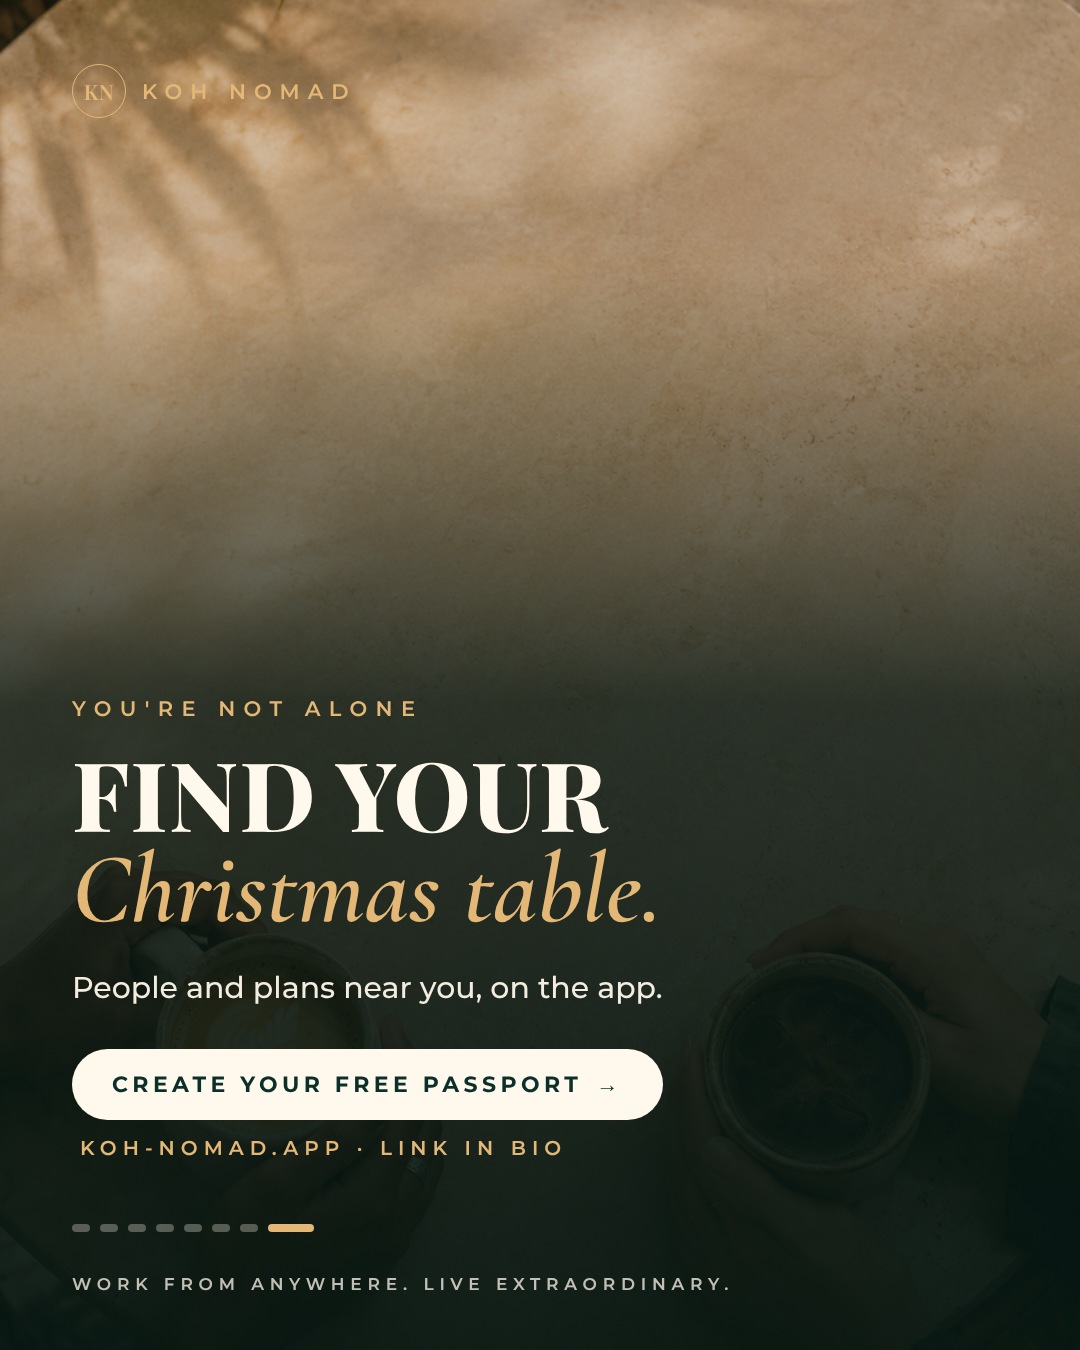 KN KOH NOMAD
YOU'RE NOT ALONE
FIND YOUR
Christmas table.
People and plans near you, on the app.
CREATE YOUR FREE PASSPORT →
KOH-NOMAD.APP · LINK IN BIO
WORK FROM ANYWHERE. LIVE EXTRAORDINARY.